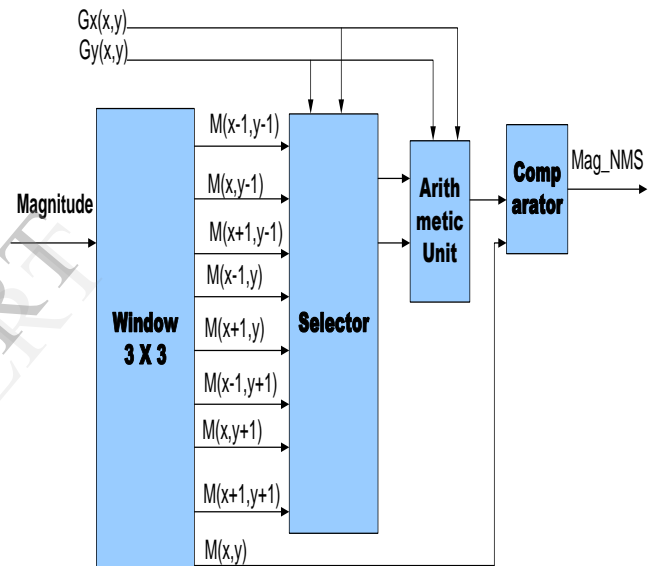 Gx(x,y)
Gy(x,y)
Magnitude
Window
3 X 3
M(x-1,y-1)
M(x,y-1)
M(x+1,y-1)
M(x-1,y)
M(x+1,y)
M(x-1,y+1)
M(x,y+1)
M(x+1,y+1)
M(x,y)
Selector
Arith
metic
Unit
Comp
arator
Mag_NMS
ERT